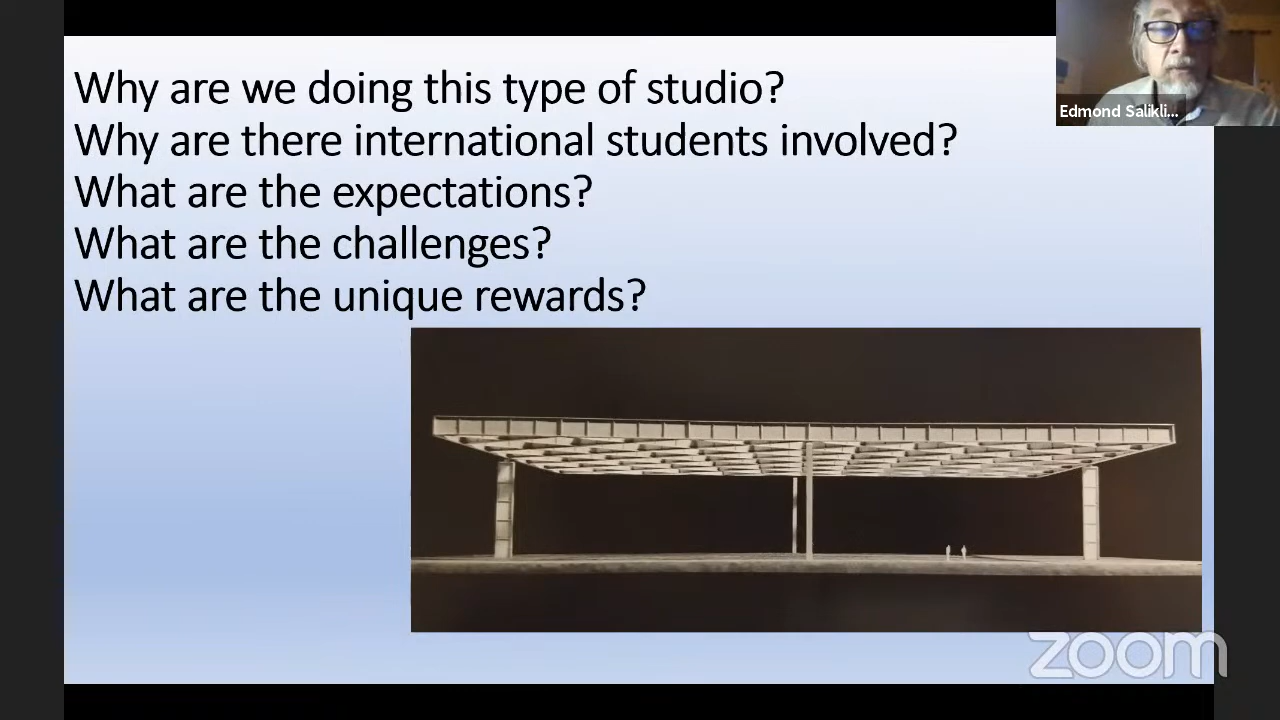 Why are we doing this type of studio?
Why are there international students involved?
What are the expectations?
What are the challenges?
What are the unique rewards?
Edmond Salikli...
zoom